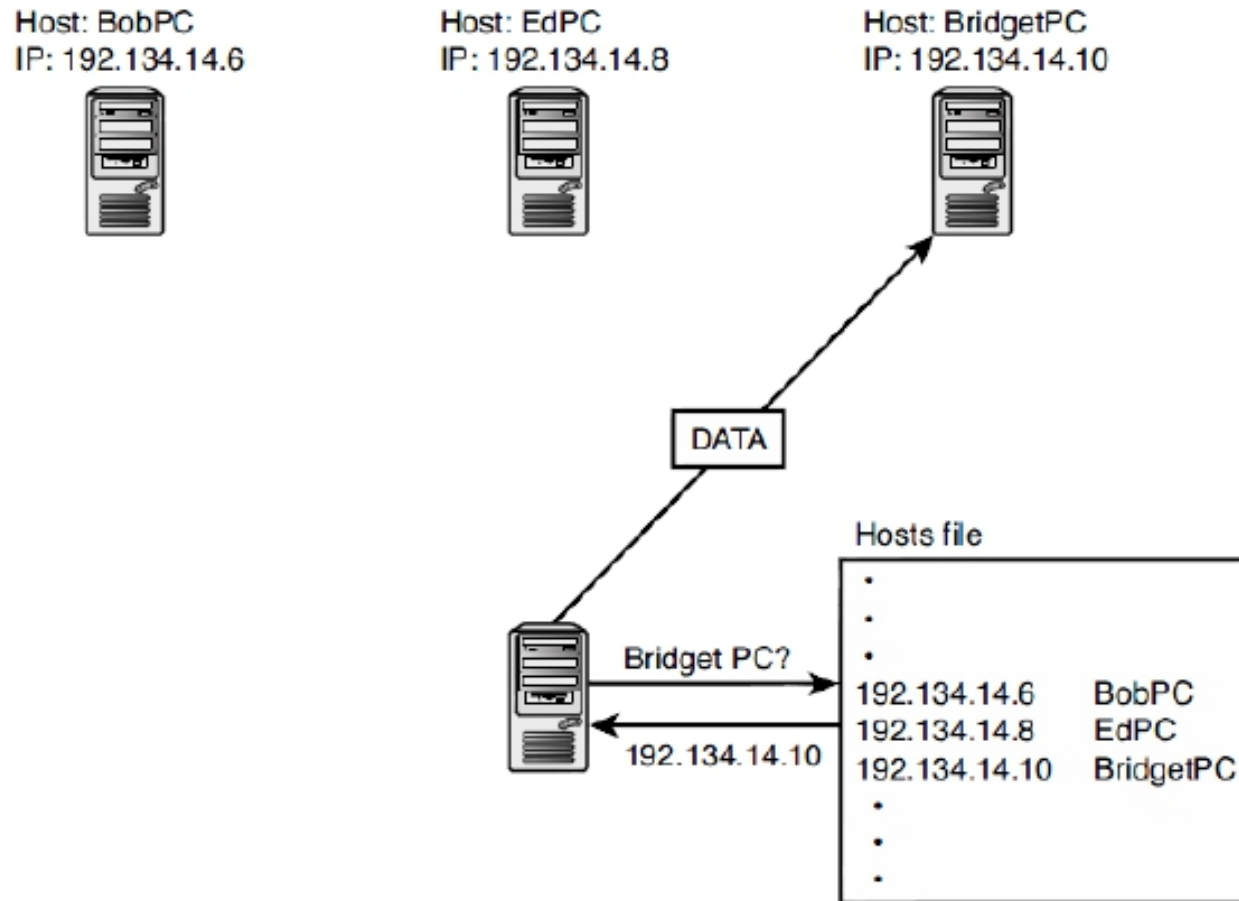 Host: BobPC
IP: 192.134.14.6
Host: EdPC
IP: 192.134.14.8
Host: BridgetPC
IP: 192.134.14.10
DATA
Hosts file
Bridget PC?
192.134.14.10
192.134.14.6 BobPC
192.134.14.8 EdPC
192.134.14.10 BridgetPC